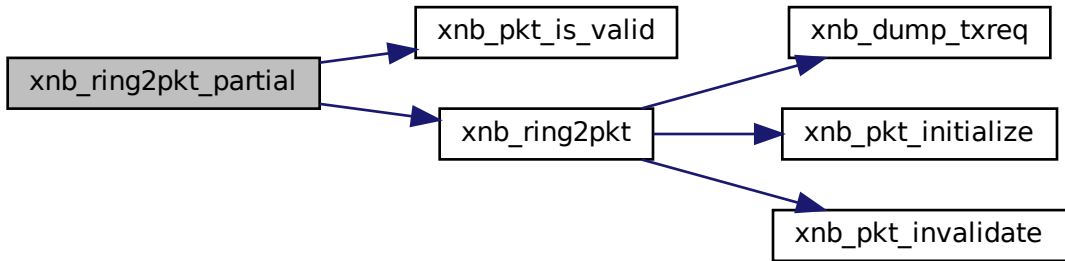 xnb_ring2pkt_partial
xnb_pkt_is_valid
xnb_ring2pkt
xnb_dump_txreq
xnb_pkt_initialize
xnb_pkt_invalidate